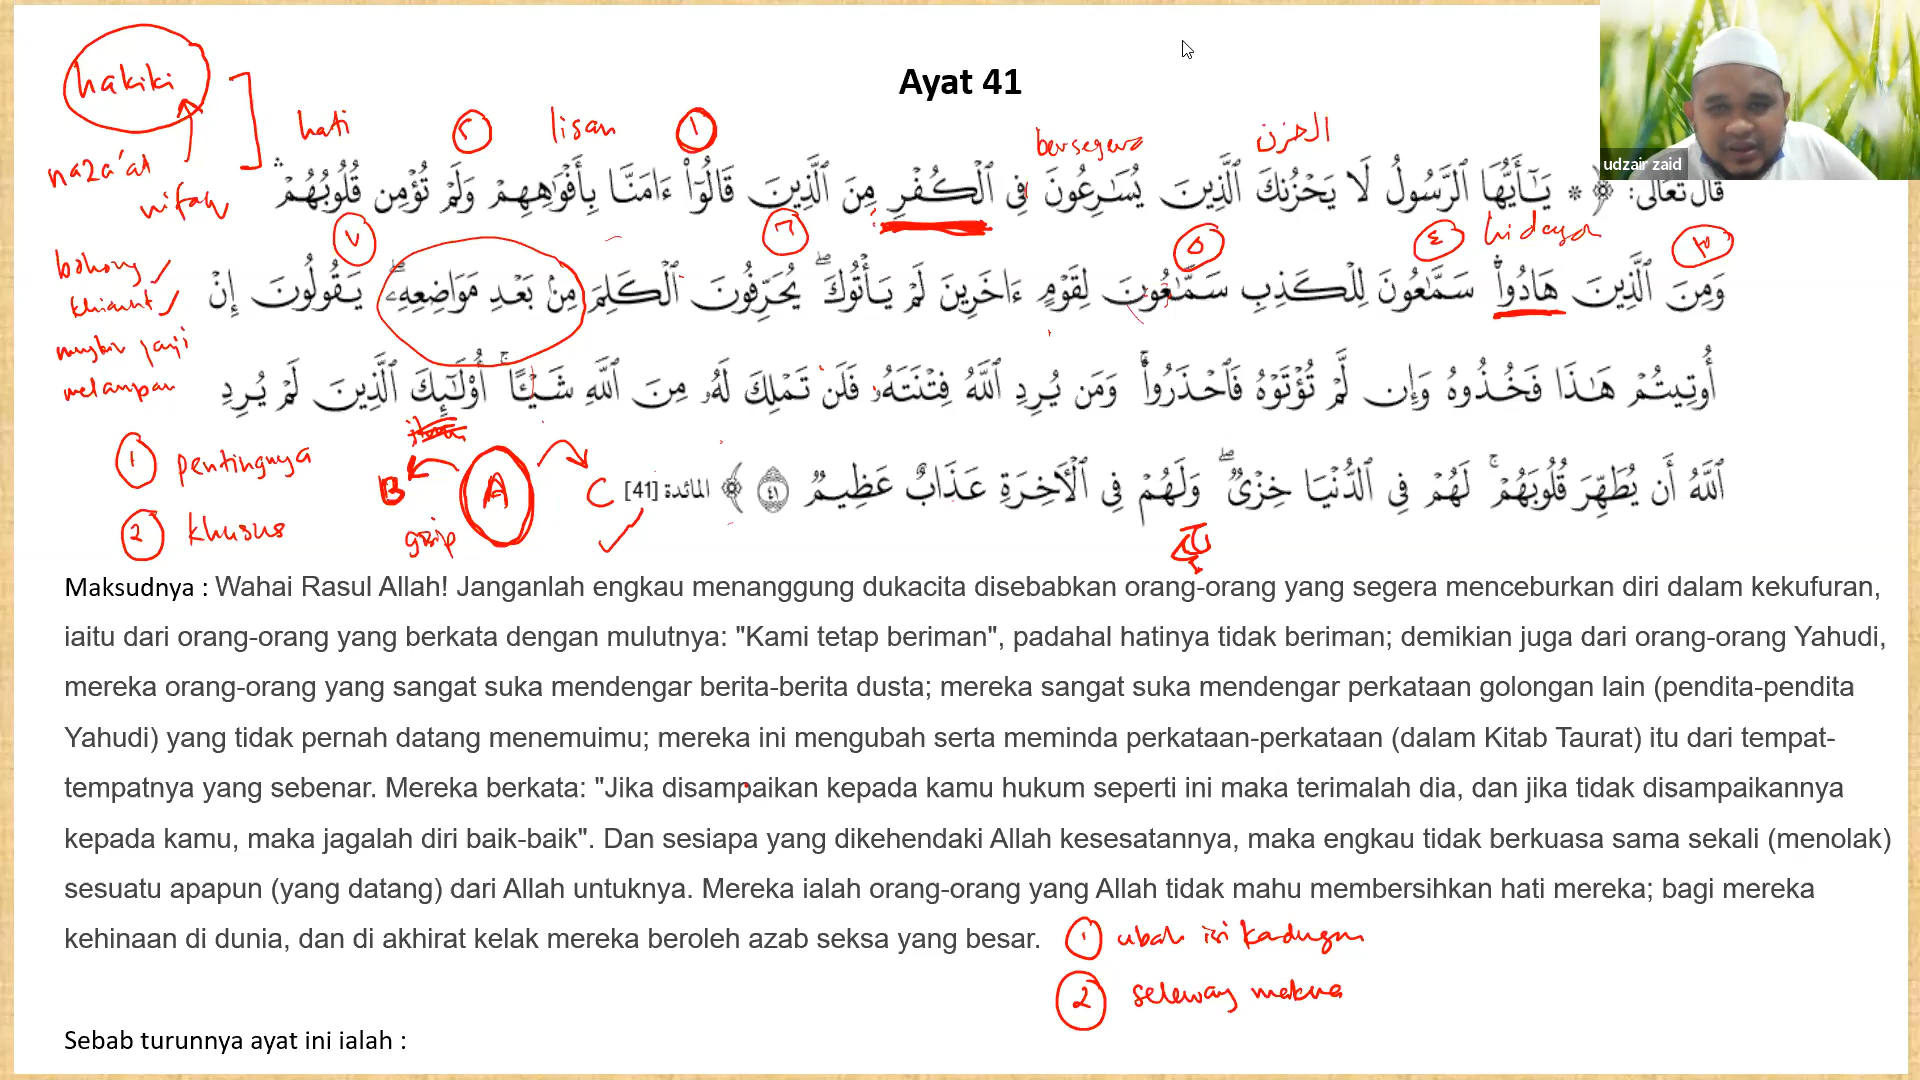 Ayat 41
udzair zaid
hakiki
naza'at
nifaq
hati
٢
lisan
١
bersegera
الحزن
قال تعالى: ﴿ ۞ يَـٰٓأَيُّهَا ٱلرَّسُولُ لَا يَحْزُنكَ ٱلَّذِينَ يُسَـٰرِعُونَ فِى ٱلْكُفْرِ مِنَ ٱلَّذِينَ قَالُوٓا۟ ءَامَنَّا بِأَفْوَٰهِهِمْ وَلَمْ تُؤْمِن قُلُوبُهُمْ ۛ
٧
٦
٥
٤
hidayah
٣
وَمِنَ ٱلَّذِينَ هَادُوا۟ ۛ سَمَّـٰعُونَ لِلْكَذِبِ سَمَّـٰعُونَ لِقَوْمٍ ءَاخَرِينَ لَمْ يَأْتُوكَ ۖ يُحَرِّفُونَ ٱلْكَلِمَ مِنۢ بَعْدِ مَوَاضِعِهِۦ ۖ يَقُولُونَ إِنْ
bohong
khianat
mungkir janji
melampau
أُوتِيتُمْ هَـٰذَا فَخُذُوهُ وَإِن لَّمْ تُؤْتَوْهُ فَٱحْذَرُوا۟ ۚ وَمَن يُرِدِ ٱللَّهُ فِتْنَتَهُۥ فَلَن تَمْلِكَ لَهُۥ مِنَ ٱللَّهِ شَيْـًٔا ۚ أُو۟لَـٰٓئِكَ ٱلَّذِينَ لَمْ يُرِدِ
ٱللَّهُ أَن يُطَهِّرَ قُلُوبَهُمْ ۚ لَهُمْ فِى ٱلدُّنْيَا خِزْىٌ ۖ وَلَهُمْ فِى ٱلْـَٔاخِرَةِ عَذَابٌ عَظِيمٌ ٤١ ﴾ المائدة [41]
1 pentingnya
2 khusus
B A C
gosip
Maksudnya : Wahai Rasul Allah! Janganlah engkau menanggung dukacita disebabkan orang-orang yang segera menceburkan diri dalam kekufuran,
iaitu dari orang-orang yang berkata dengan mulutnya: "Kami tetap beriman", padahal hatinya tidak beriman; demikian juga dari orang-orang Yahudi,
mereka orang-orang yang sangat suka mendengar berita-berita dusta; mereka sangat suka mendengar perkataan golongan lain (pendita-pendita
Yahudi) yang tidak pernah datang menemuimu; mereka ini mengubah serta meminda perkataan-perkataan (dalam Kitab Taurat) itu dari tempat-
tempatnya yang sebenar. Mereka berkata: "Jika disampaikan kepada kamu hukum seperti ini maka terimalah dia, dan jika tidak disampaikannya
kepada kamu, maka jagalah diri baik-baik". Dan sesiapa yang dikehendaki Allah kesesatannya, maka engkau tidak berkuasa sama sekali (menolak)
sesuatu apapun (yang datang) dari Allah untuknya. Mereka ialah orang-orang yang Allah tidak mahu membersihkan hati mereka; bagi mereka
kehinaan di dunia, dan di akhirat kelak mereka beroleh azab seksa yang besar.
1 ubah isi kadungan
2 seleweng makna
Sebab turunnya ayat ini ialah :